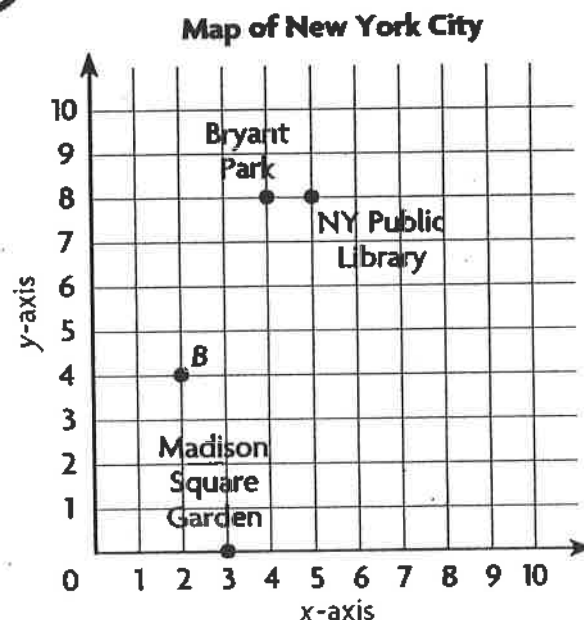 Map of New York City
10
Bryant
9
Park
8
NY Public
7
Library
6
y-axis
5
B
4
3
Madison
2
Square
1
Garden
0 1 2 3 4 5 6 7 8 9 10
x-axis